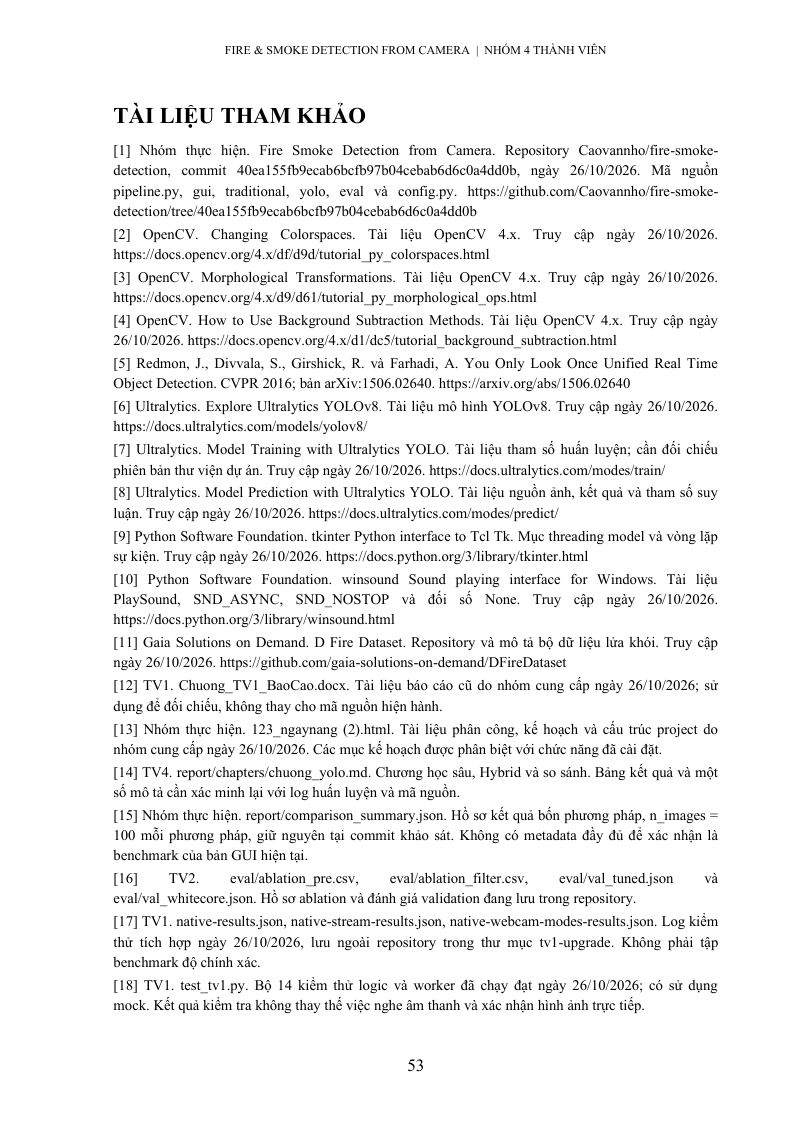 FIRE & SMOKE DETECTION FROM CAMERA | NHÓM 4 THÀNH VIÊN
TÀI LIỆU THAM KHẢO
[1] Nhóm thực hiện. Fire Smoke Detection from Camera. Repository Caovannho/fire-smoke-
detection, commit 40ea155fb9ecab6bcfb97b04cebab6d6c0a4dd0b, ngày 26/10/2026. Mã nguồn
pipeline.py, gui, traditional, yolo, eval và config.py. https://github.com/Caovannho/fire-smoke-
detection/tree/40ea155fb9ecab6bcfb97b04cebab6d6c0a4dd0b
[2] OpenCV. Changing Colorspaces. Tài liệu OpenCV 4.x. Truy cập ngày 26/10/2026.
https://docs.opencv.org/4.x/df/d9d/tutorial_py_colorspaces.html
[3] OpenCV. Morphological Transformations. Tài liệu OpenCV 4.x. Truy cập ngày 26/10/2026.
https://docs.opencv.org/4.x/d9/d61/tutorial_py_morphological_ops.html
[4] OpenCV. How to Use Background Subtraction Methods. Tài liệu OpenCV 4.x. Truy cập ngày
26/10/2026. https://docs.opencv.org/4.x/d1/dc5/tutorial_background_subtraction.html
[5] Redmon, J., Divvala, S., Girshick, R. và Farhadi, A. You Only Look Once Unified Real Time
Object Detection. CVPR 2016; bản arXiv:1506.02640. https://arxiv.org/abs/1506.02640
[6] Ultralytics. Explore Ultralytics YOLOv8. Tài liệu mô hình YOLOv8. Truy cập ngày 26/10/2026.
https://docs.ultralytics.com/models/yolov8/
[7] Ultralytics. Model Training with Ultralytics YOLO. Tài liệu tham số huấn luyện; cần đối chiếu
phiên bản thư viện dự án. Truy cập ngày 26/10/2026. https://docs.ultralytics.com/modes/train/
[8] Ultralytics. Model Prediction with Ultralytics YOLO. Tài liệu nguồn ảnh, kết quả và tham số suy
luận. Truy cập ngày 26/10/2026. https://docs.ultralytics.com/modes/predict/
[9] Python Software Foundation. tkinter Python interface to Tcl Tk. Mục threading model và vòng lặp
sự kiện. Truy cập ngày 26/10/2026. https://docs.python.org/3/library/tkinter.html
[10] Python Software Foundation. winsound Sound playing interface for Windows. Tài liệu
PlaySound, SND_ASYNC, SND_NOSTOP và đối số None. Truy cập ngày 26/10/2026.
https://docs.python.org/3/library/winsound.html
[11] Gaia Solutions on Demand. D Fire Dataset. Repository và mô tả bộ dữ liệu lửa khói. Truy cập
ngày 26/10/2026. https://github.com/gaia-solutions-on-demand/DFireDataset
[12] TV1. Chuong_TV1_BaoCao.docx. Tài liệu báo cáo cũ do nhóm cung cấp ngày 26/10/2026; sử
dụng để đối chiếu, không thay cho mã nguồn hiện hành.
[13] Nhóm thực hiện. 123_ngaynang (2).html. Tài liệu phân công, kế hoạch và cấu trúc project do
nhóm cung cấp ngày 26/10/2026. Các mục kế hoạch được phân biệt với chức năng đã cài đặt.
[14] TV4. report/chapters/chuong_yolo.md. Chương học sâu, Hybrid và so sánh. Bảng kết quả và một
số mô tả cần xác minh lại với log huấn luyện và mã nguồn.
[15] Nhóm thực hiện. report/comparison_summary.json. Hồ sơ kết quả bốn phương pháp, n_images =
100 mỗi phương pháp, giữ nguyên tại commit khảo sát. Không có metadata đầy đủ để xác nhận là
benchmark của bản GUI hiện tại.
[16] TV2. eval/ablation_pre.csv, eval/ablation_filter.csv, eval/val_tuned.json và
eval/val_whitecore.json. Hồ sơ ablation và đánh giá validation đang lưu trong repository.
[17] TV1. native-results.json, native-stream-results.json, native-webcam-modes-results.json. Log kiểm
thử tích hợp ngày 26/10/2026, lưu ngoài repository trong thư mục tv1-upgrade. Không phải tập
benchmark độ chính xác.
[18] TV1. test_tv1.py. Bộ 14 kiểm thử logic và worker đã chạy đạt ngày 26/10/2026; có sử dụng
mock. Kết quả kiểm tra không thay thế việc nghe âm thanh và xác nhận hình ảnh trực tiếp.
53